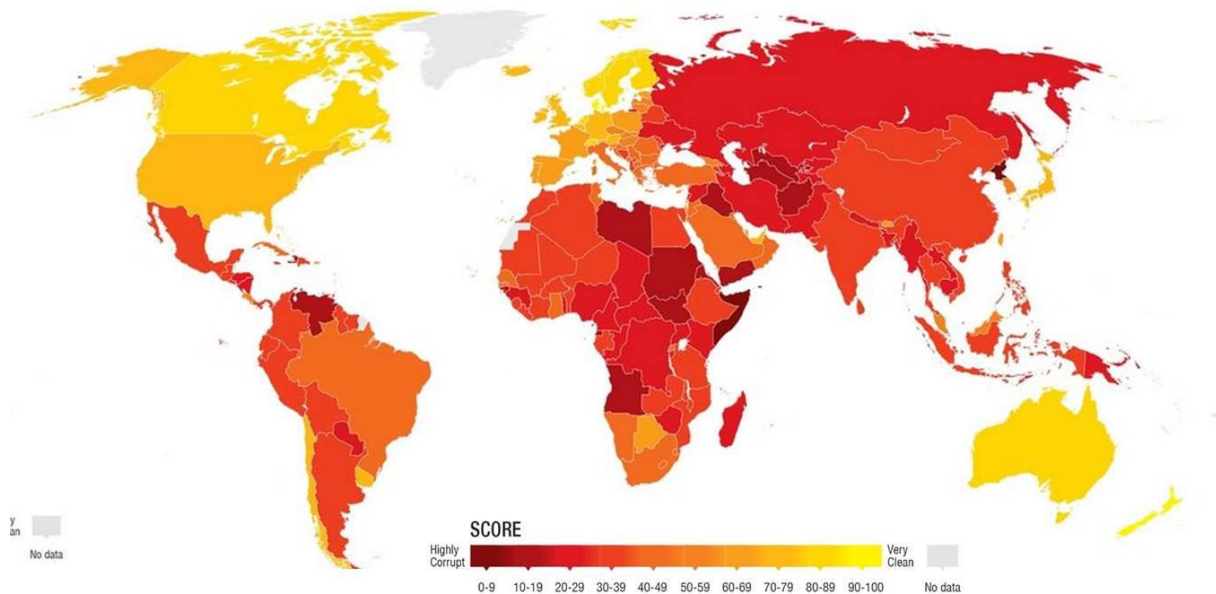 y
an
No data
SCORE
Highly
Corrupt
Very
Clean
0-9 10-19 20-29 30-39 40-49 50-59 60-69 70-79 80-89 90-100 No data